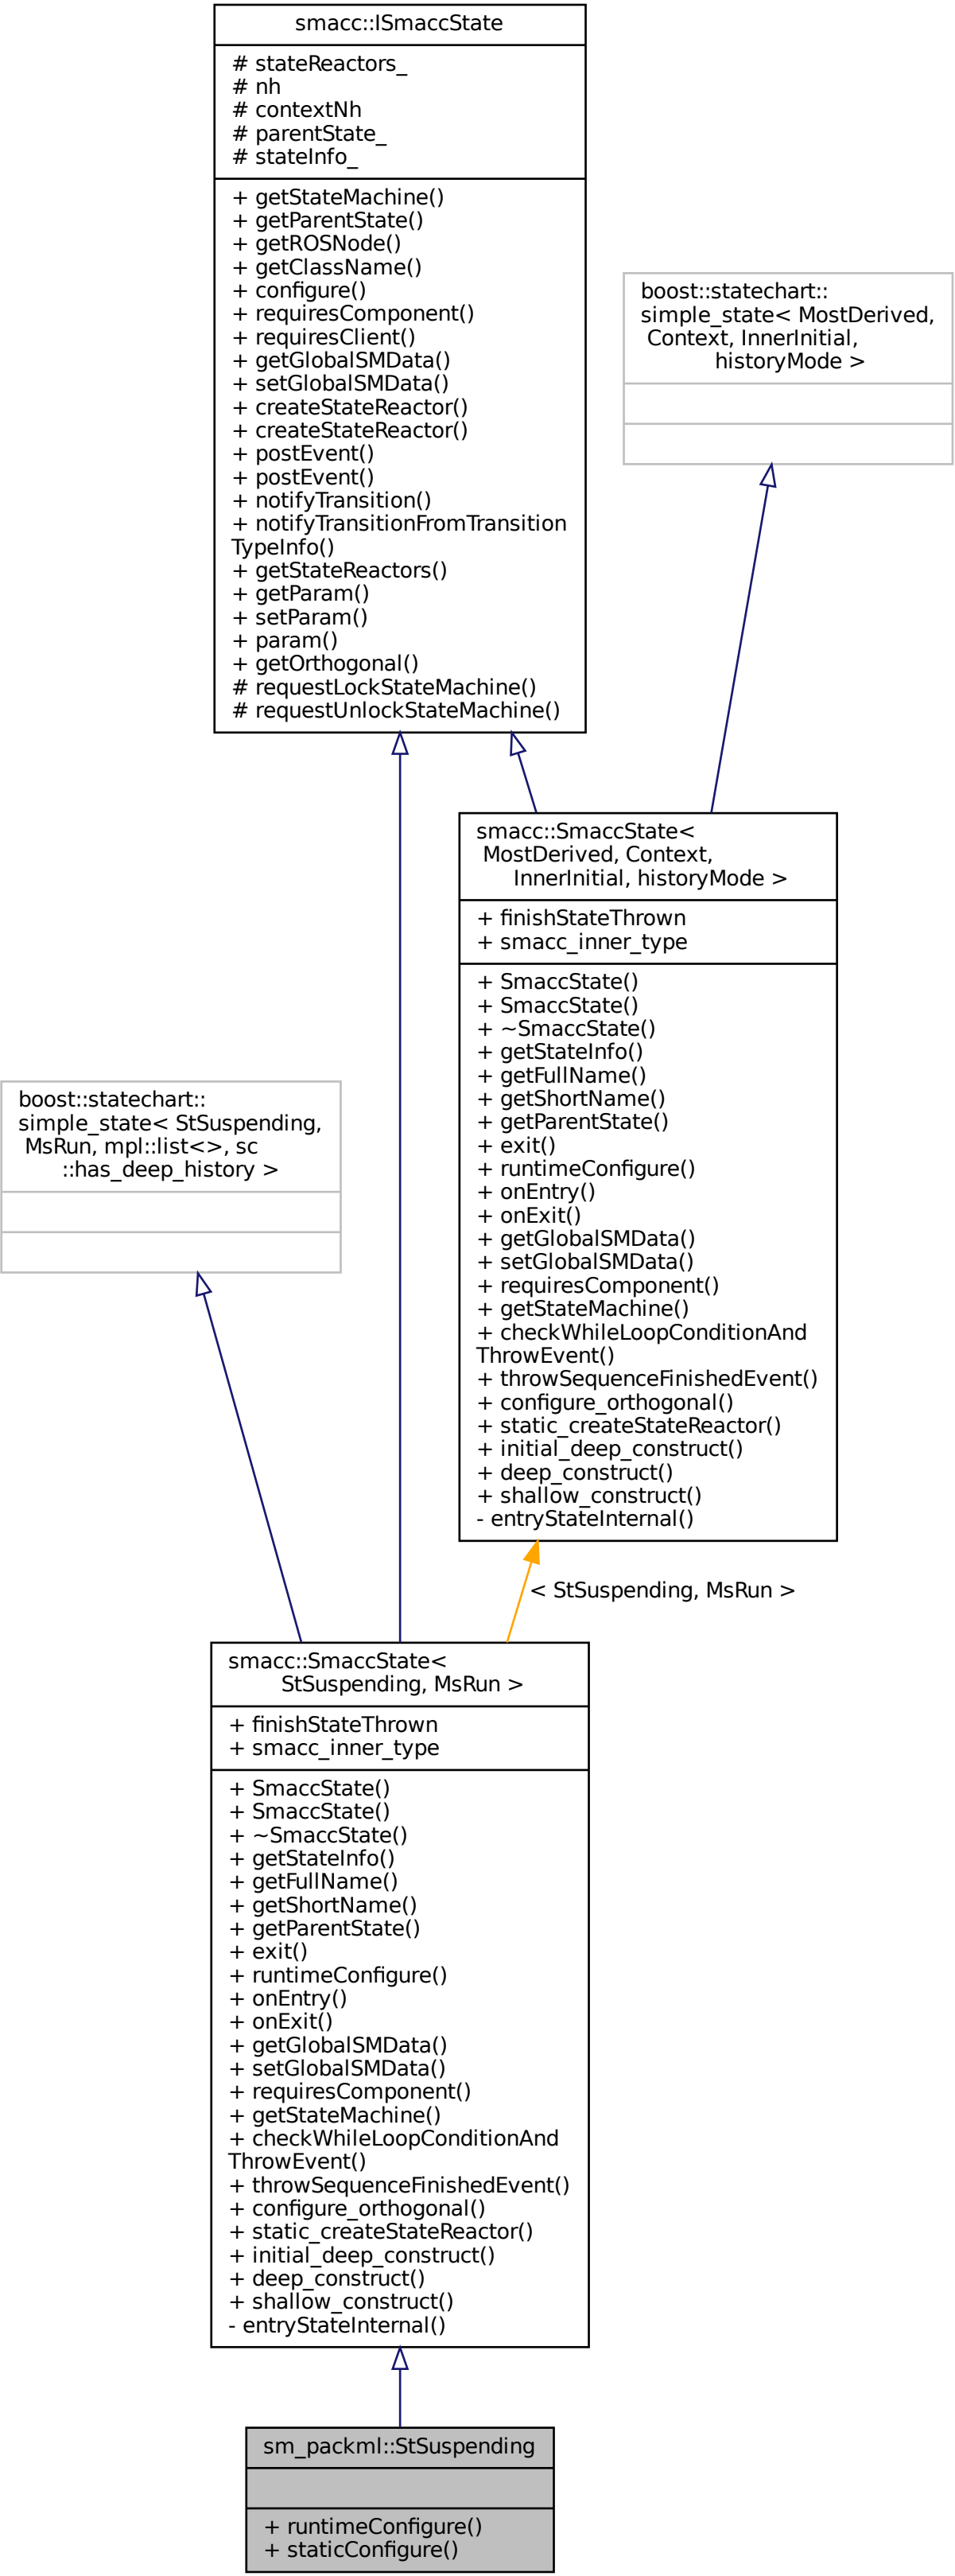 smacc::ISmaccState
# stateReactors_
# nh
# contextNh
# parentState_
# stateInfo_
+ getStateMachine()
+ getParentState()
+ getROSNode()
+ getClassName()
+ configure()
+ requiresComponent()
+ requiresClient()
+ getGlobalSMData()
+ setGlobalSMData()
+ createStateReactor()
+ createStateReactor()
+ postEvent()
+ postEvent()
+ notifyTransition()
+ notifyTransitionFromTransition
TypeInfo()
+ getStateReactors()
+ getParam()
+ setParam()
+ param()
+ getOrthogonal()
# requestLockStateMachine()
# requestUnlockStateMachine()
boost::statechart::
simple_state< MostDerived,
Context, InnerInitial,
historyMode >
smacc::SmaccState<
MostDerived, Context,
InnerInitial, historyMode >
+ finishStateThrown
+ smacc_inner_type
+ SmaccState()
+ SmaccState()
+ ~SmaccState()
+ getStateInfo()
+ getFullName()
+ getShortName()
+ getParentState()
+ exit()
+ runtimeConfigure()
+ onEntry()
+ onExit()
+ getGlobalSMData()
+ setGlobalSMData()
+ requiresComponent()
+ getStateMachine()
+ checkWhileLoopConditionAnd
ThrowEvent()
+ throwSequenceFinishedEvent()
+ configure_orthogonal()
+ static_createStateReactor()
+ initial_deep_construct()
+ deep_construct()
+ shallow_construct()
- entryStateInternal()
boost::statechart::
simple_state< StSuspending,
MsRun, mpl::list<>, sc
::has_deep_history >
< StSuspending, MsRun >
smacc::SmaccState<
StSuspending, MsRun >
+ finishStateThrown
+ smacc_inner_type
+ SmaccState()
+ SmaccState()
+ ~SmaccState()
+ getStateInfo()
+ getFullName()
+ getShortName()
+ getParentState()
+ exit()
+ runtimeConfigure()
+ onEntry()
+ onExit()
+ getGlobalSMData()
+ setGlobalSMData()
+ requiresComponent()
+ getStateMachine()
+ checkWhileLoopConditionAnd
ThrowEvent()
+ throwSequenceFinishedEvent()
+ configure_orthogonal()
+ static_createStateReactor()
+ initial_deep_construct()
+ deep_construct()
+ shallow_construct()
- entryStateInternal()
sm_packml::StSuspending
+ runtimeConfigure()
+ staticConfigure()